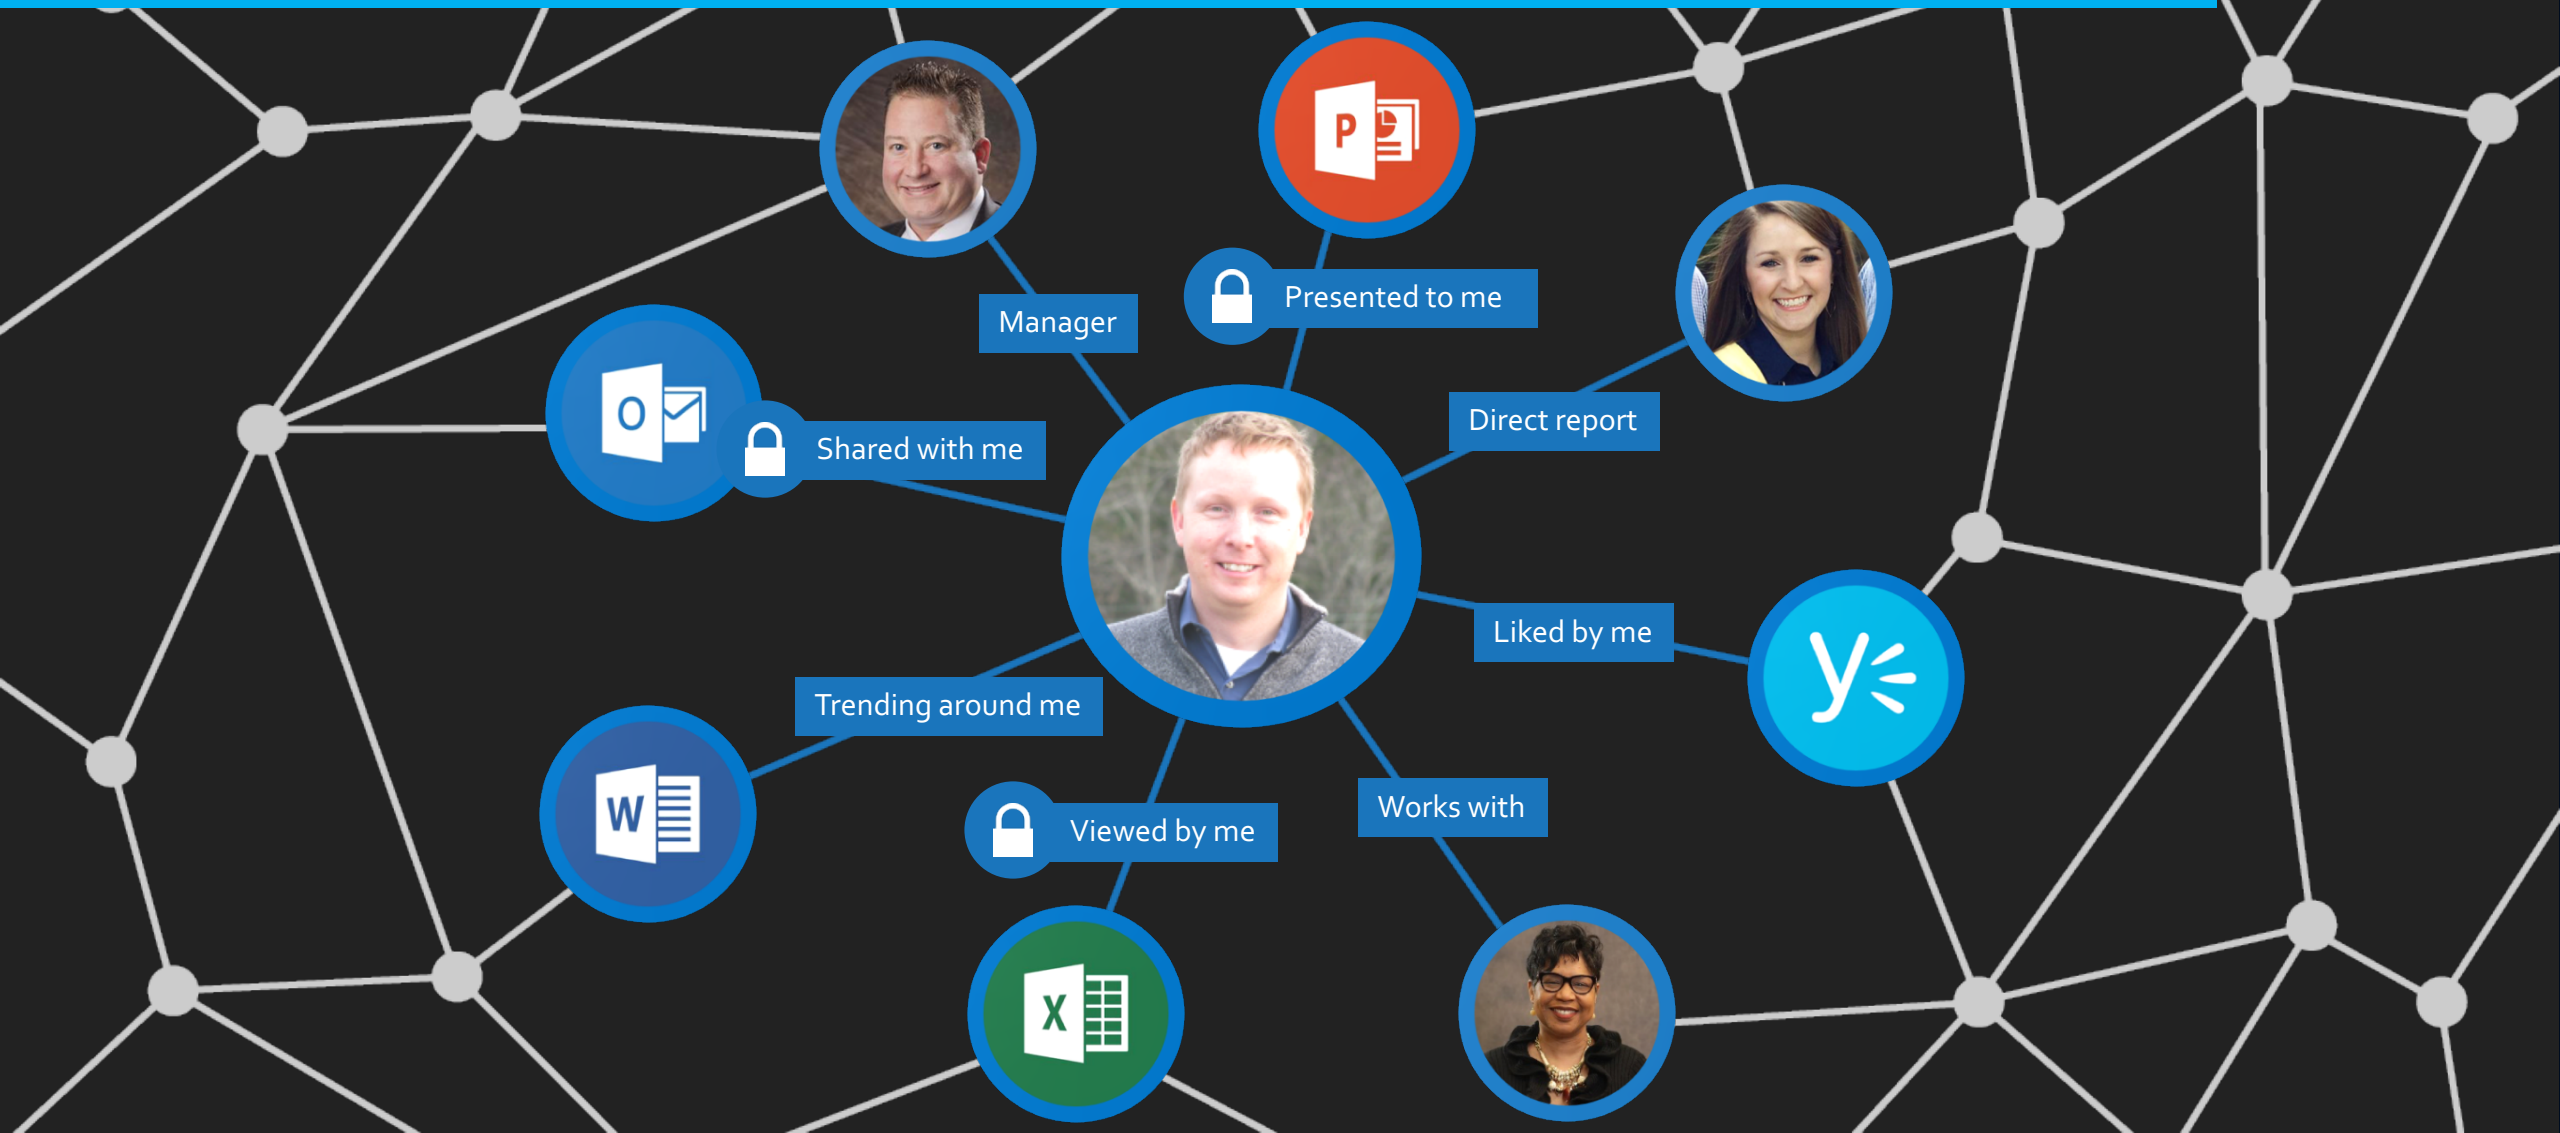 P
Presented to me
Manager
Direct report
O
Shared with me
Liked by me
Trending around me
y
W
Works with
Viewed by me
X